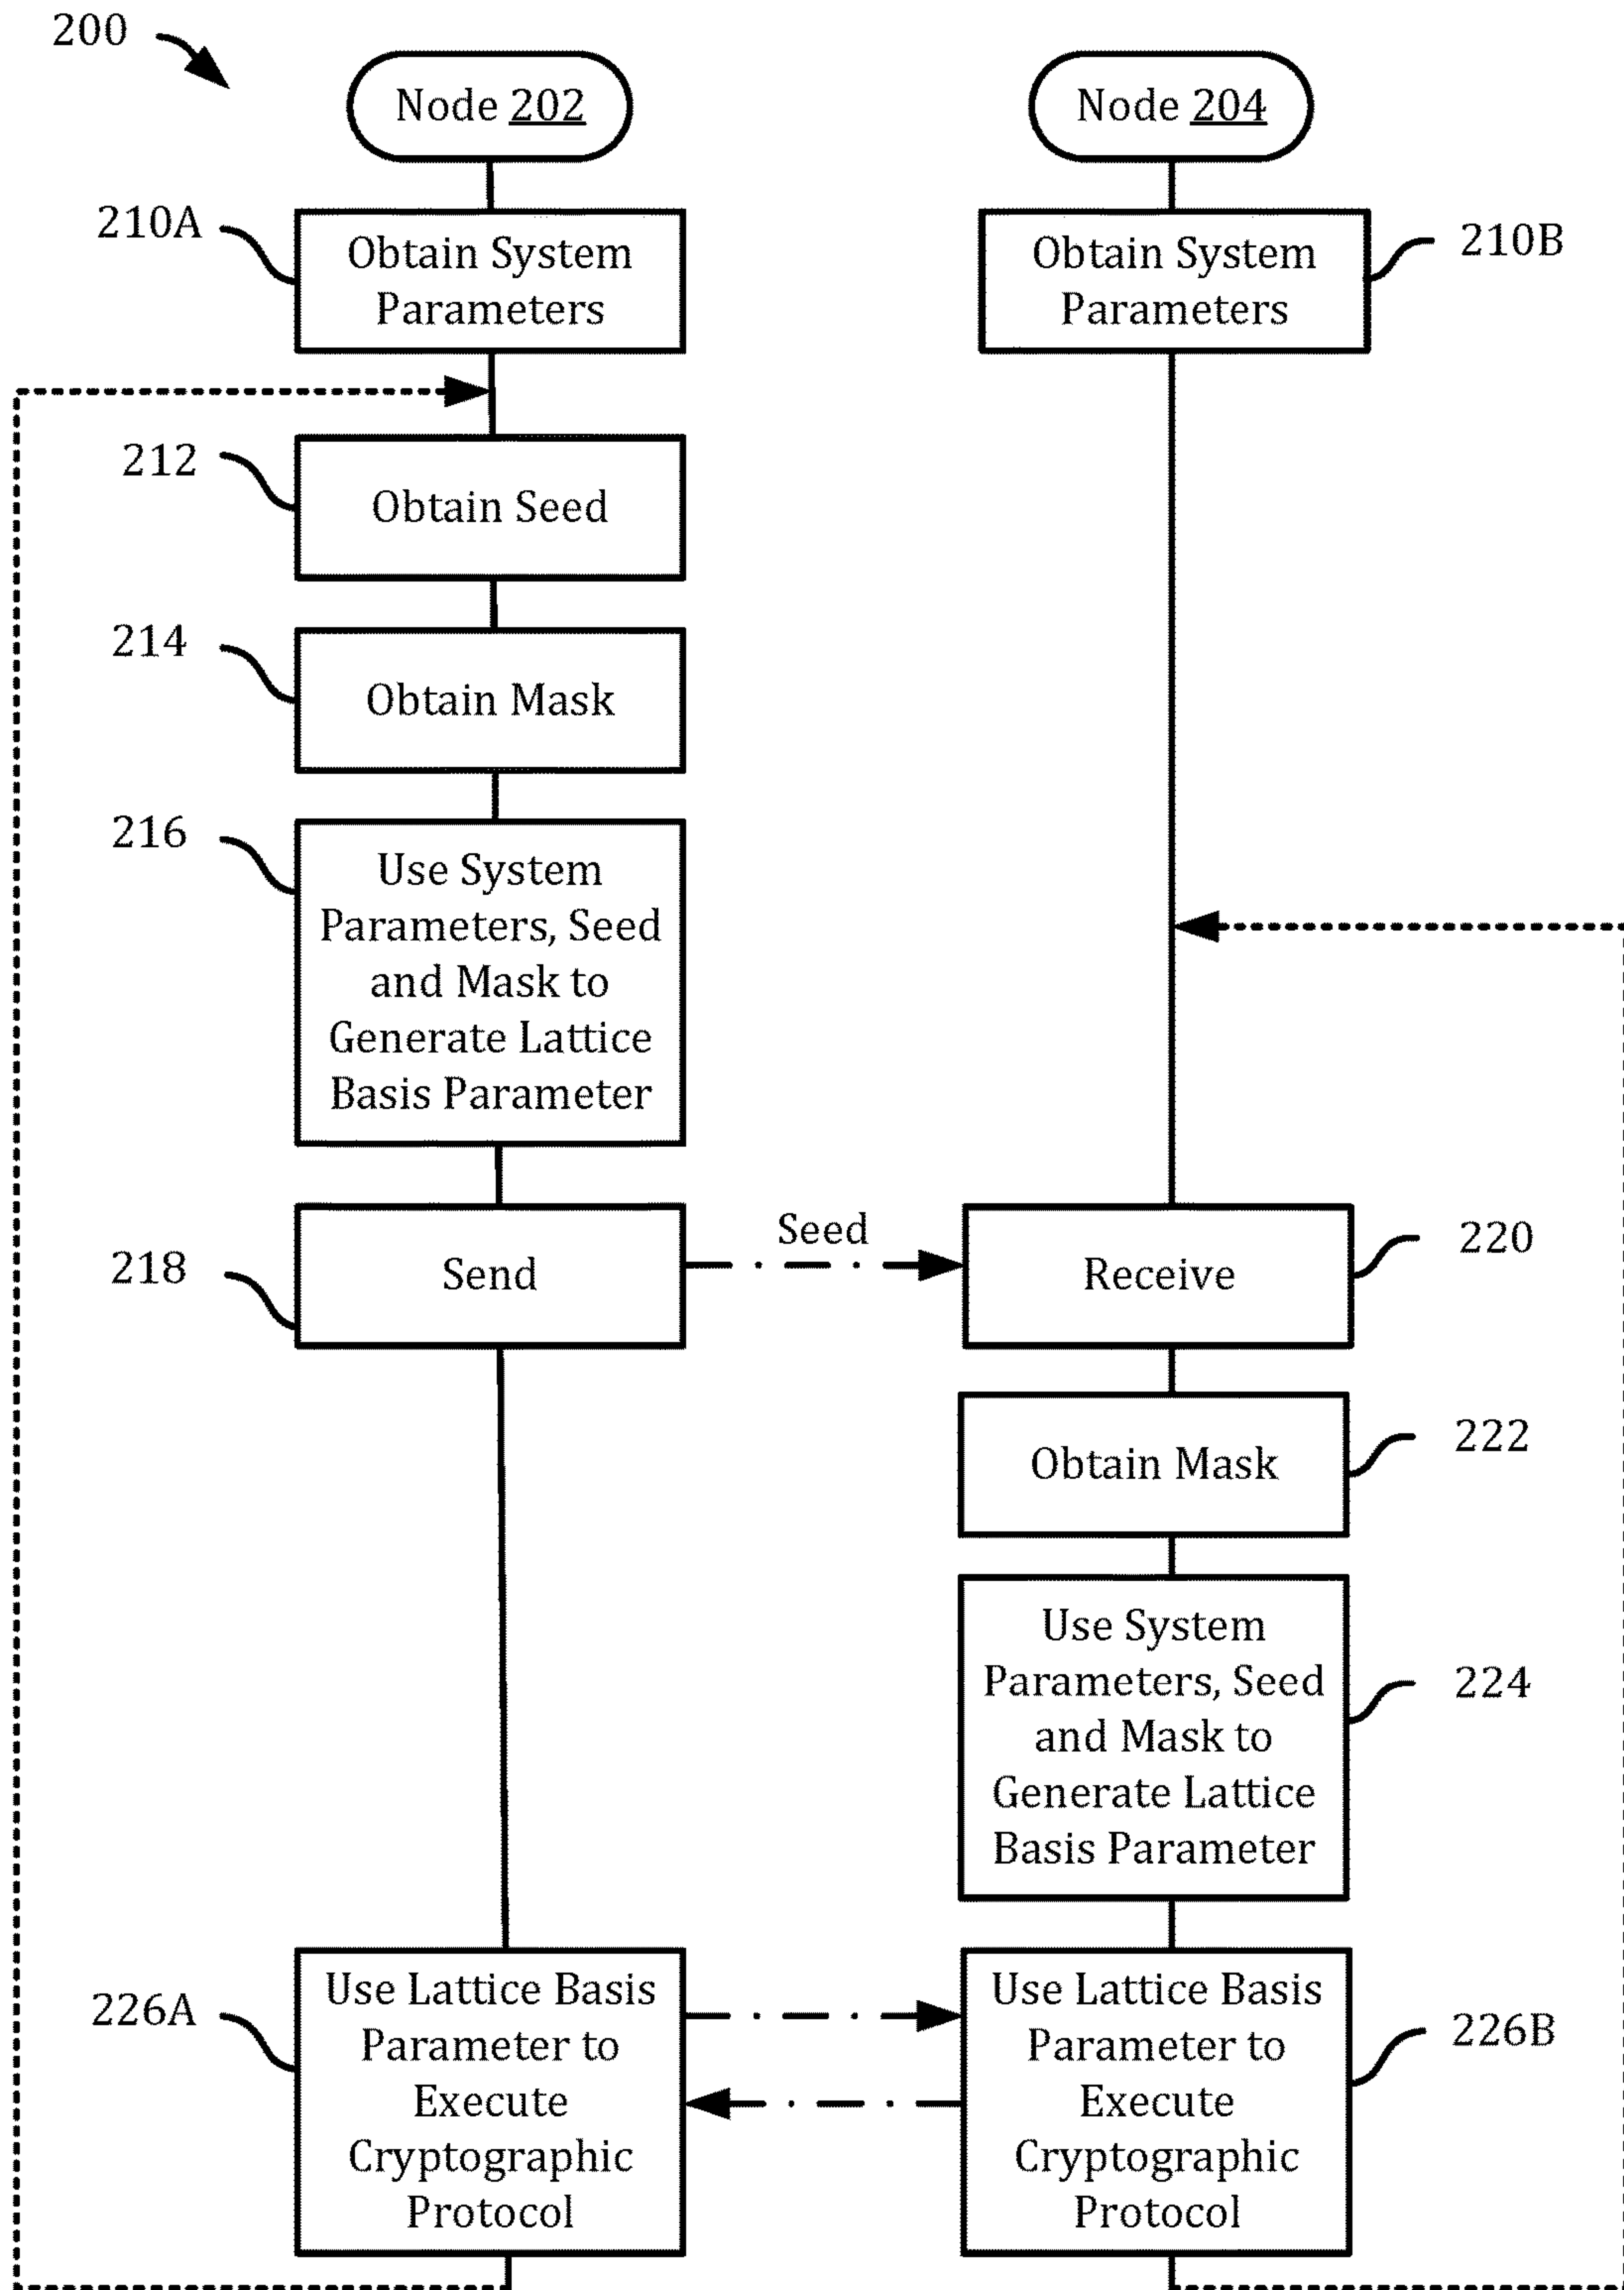 200
Node 202
Node 204
210A
Obtain System
Parameters
Obtain System
Parameters
210B
212
Obtain Seed
214
Obtain Mask
216
Use System
Parameters, Seed
and Mask to
Generate Lattice
Basis Parameter
218
Send
Seed
Receive
220
Obtain Mask
222
Use System
Parameters, Seed
and Mask to
Generate Lattice
Basis Parameter
224
226A
Use Lattice Basis
Parameter to
Execute
Cryptographic
Protocol
Use Lattice Basis
Parameter to
Execute
Cryptographic
Protocol
226B